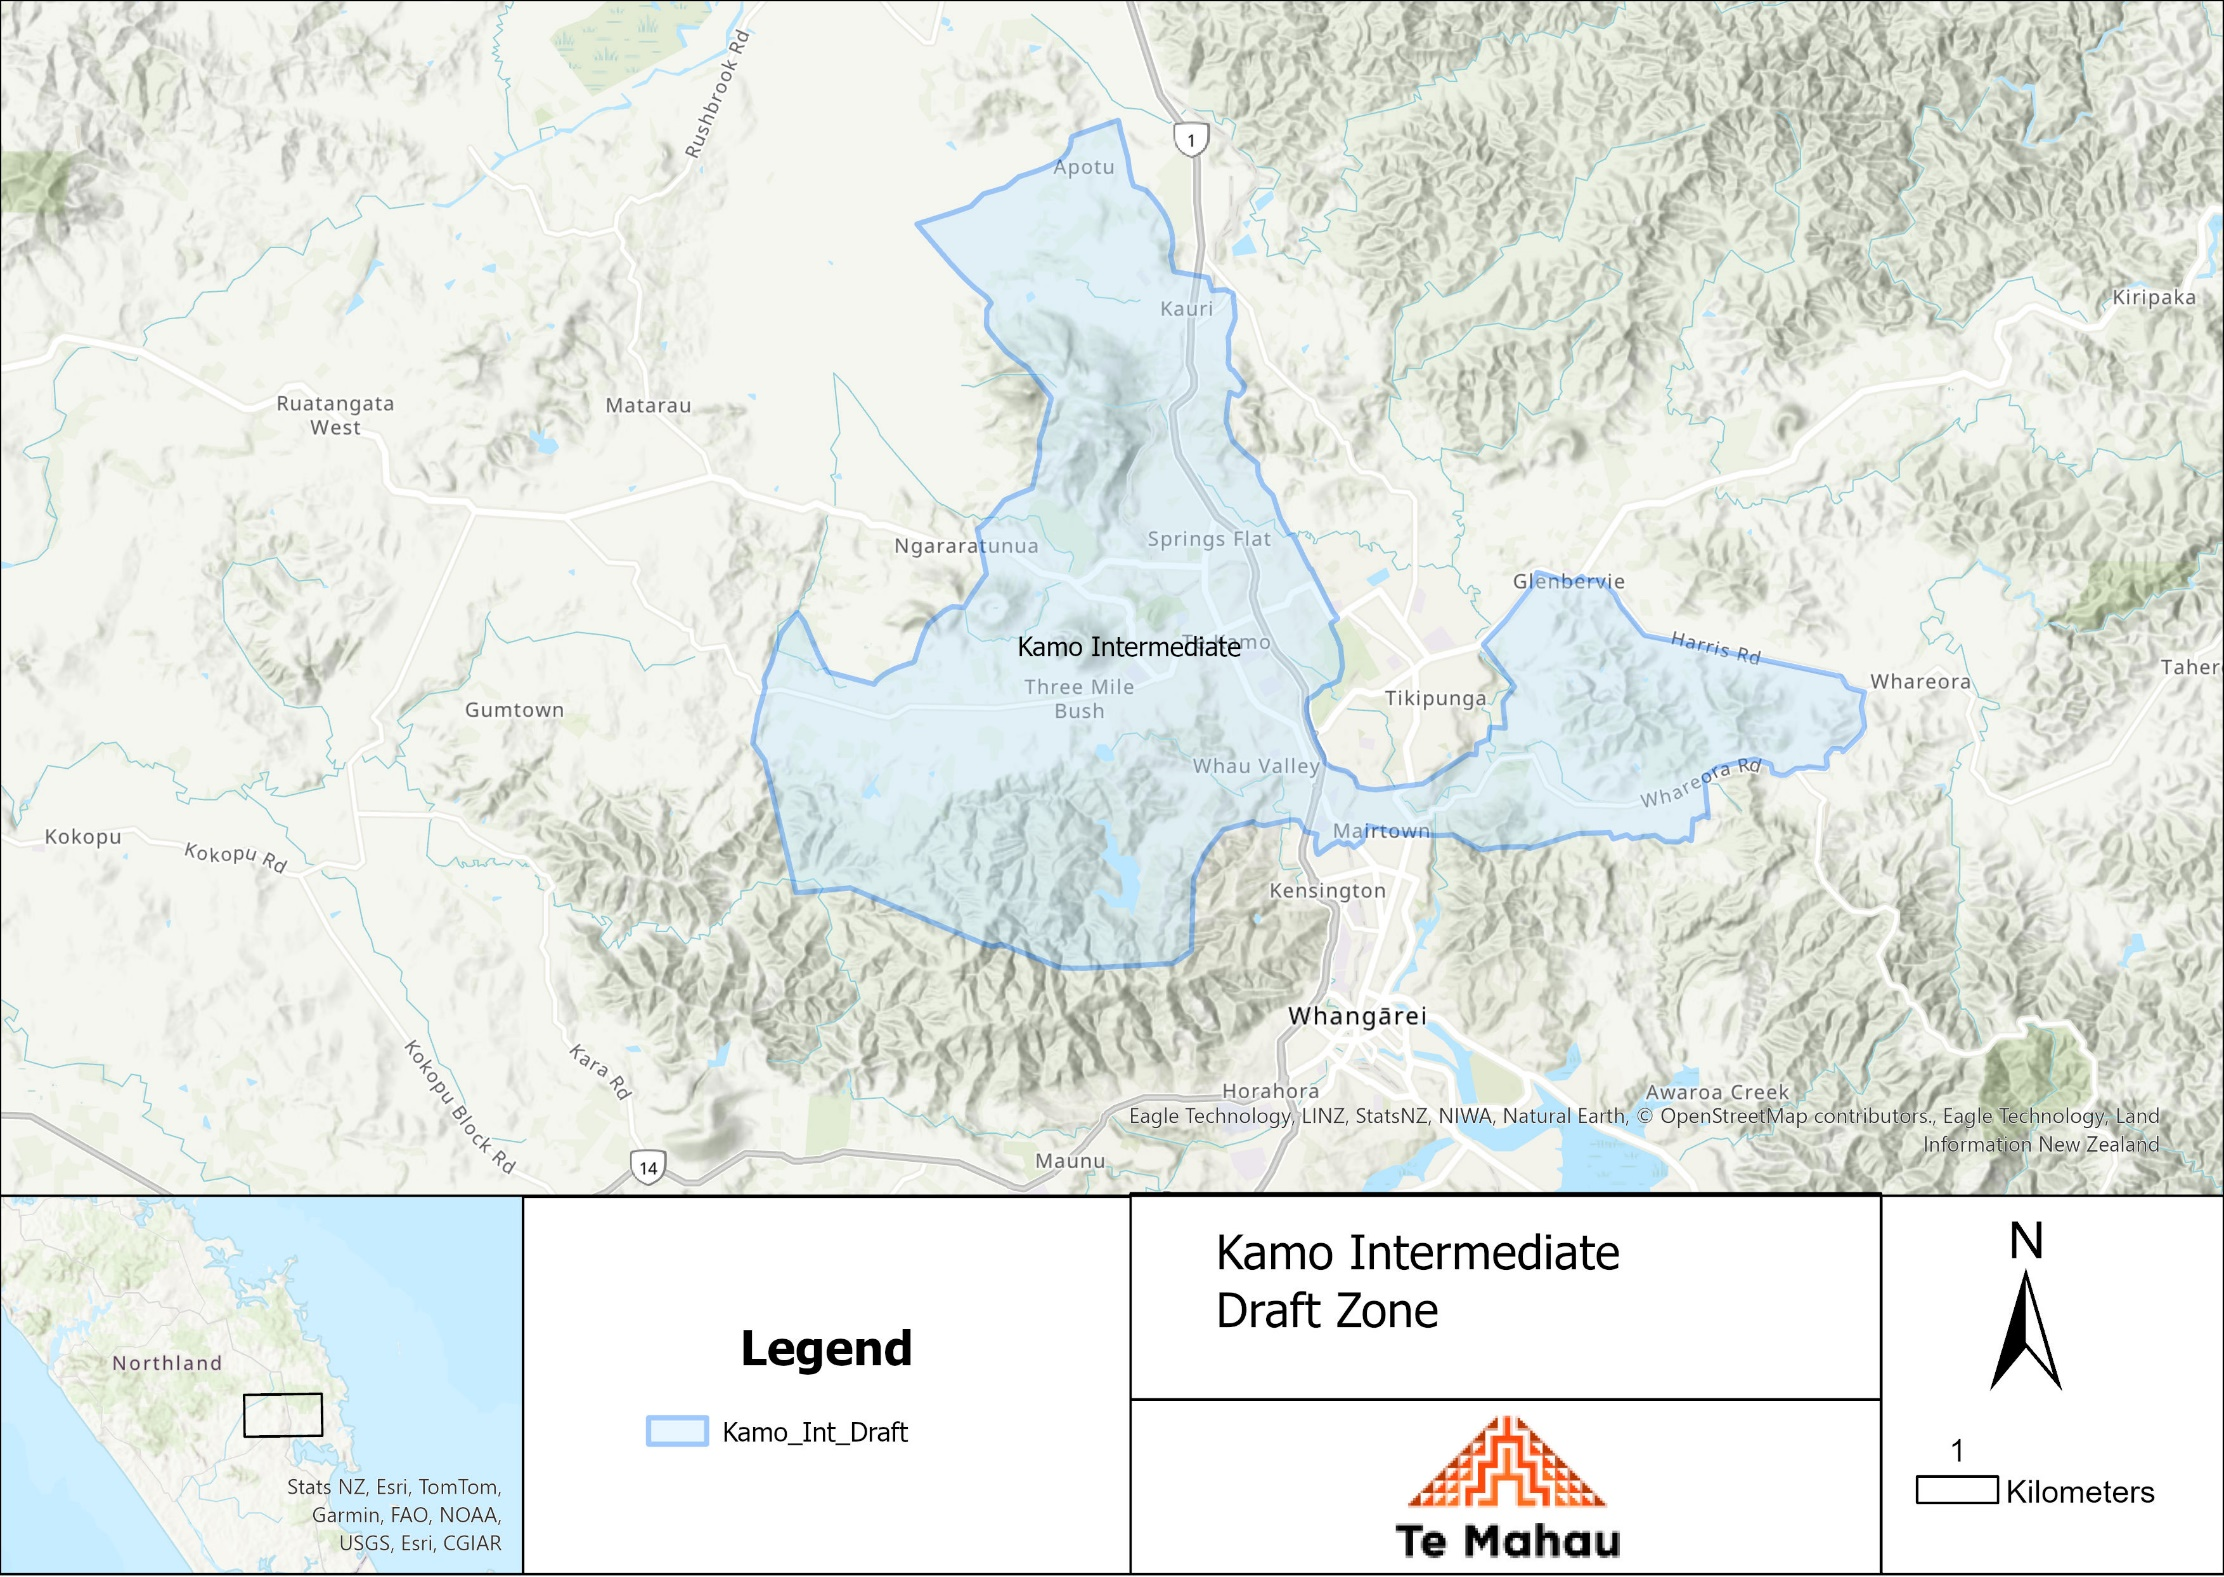 Rushbrook Rd
1
Apotu
Kauri
Kiripaka
Ruatangata
West
Matarau
Ngararatunua
Springs Flat
Glenbervie
Harris Rd
Kamo Intermediate
Three Mile
Bush
Tikipunga
Whareora
Gumtown
Whau Valley
Whareora Rd
Mairtown
Kokopu
Kokopu Rd
Kensington
Whangārei
Kokopu Block Rd
Kara Rd
Horahora
Awaroa Creek
Eagle Technology, LINZ, StatsNZ, NIWA, Natural Earth, © OpenStreetMap contributors., Eagle Technology, Land
Information New Zealand
Maunu
14
Northland
Stats NZ, Esri, TomTom,
Garmin, FAO, NOAA,
USGS, Esri, CGIAR
Legend
Kamo_Int_Draft
Kamo Intermediate
Draft Zone
Te Mahau
N
1
Kilometers